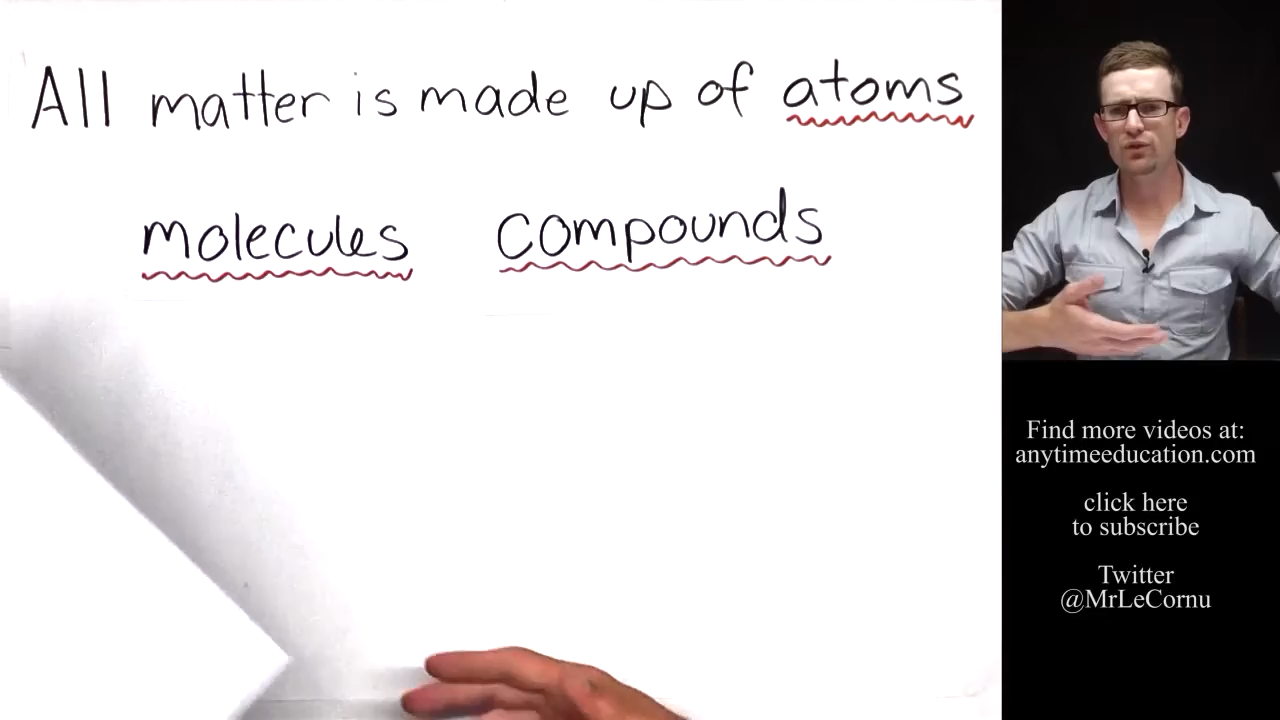 All matter is made up of atoms
molecules compounds
Find more videos at:
anytimeeducation.com
click here
to subscribe
Twitter
@MrLeCornu